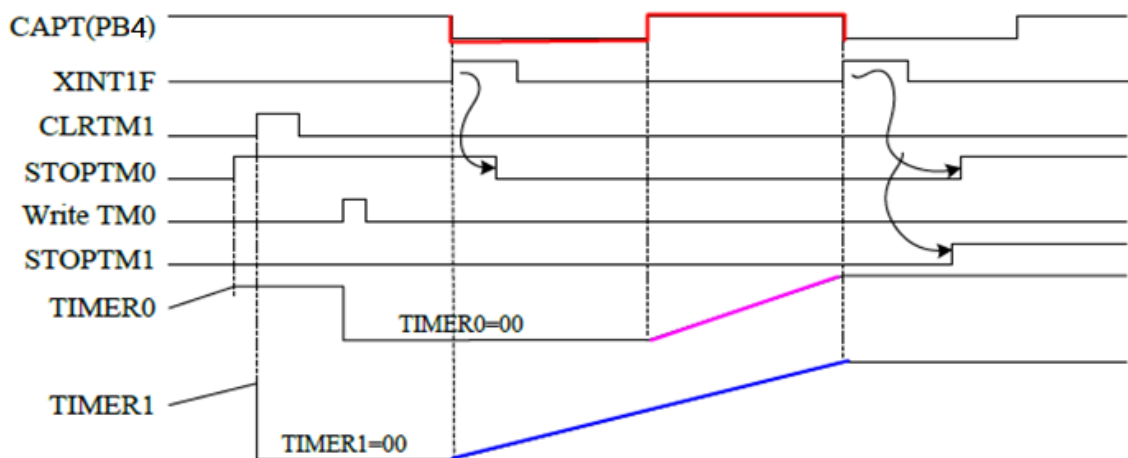 CAPT(PB4)
XINT1F
CLRTM1
STOPTM0
Write TM0
STOPTM1
TIMER0
TIMER0=00
TIMER1
TIMER1=00